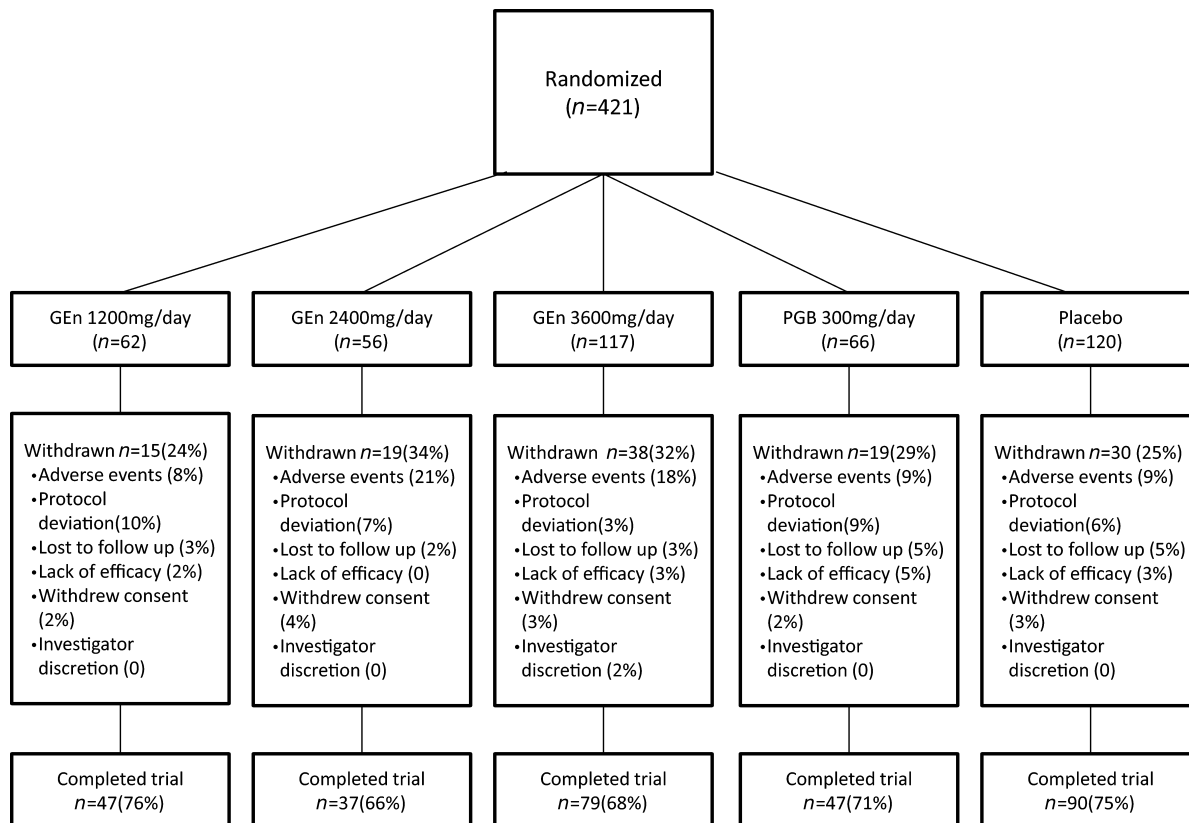 Randomized
(n=421)
GEn 1200mg/day
(n=62)
GEn 2400mg/day
(n=56)
GEn 3600mg/day
(n=117)
PGB 300mg/day
(n=66)
Placebo
(n=120)
Withdrawn n=15(24%)
•Adverse events (8%)
•Protocol
deviation(10%)
•Lost to follow up (3%)
•Lack of efficacy (2%)
•Withdrew consent
(2%)
•Investigator
discretion (0)
Withdrawn n=19(34%)
•Adverse events (21%)
•Protocol
deviation(7%)
•Lost to follow up (2%)
•Lack of efficacy (0)
•Withdrew consent
(4%)
•Investigator
discretion (0)
Withdrawn n=38(32%)
•Adverse events (18%)
•Protocol
deviation(3%)
•Lost to follow up (3%)
•Lack of efficacy (3%)
•Withdrew consent
(3%)
•Investigator
discretion (2%)
Withdrawn n=19(29%)
•Adverse events (9%)
•Protocol
deviation(9%)
•Lost to follow up (5%)
•Lack of efficacy (5%)
•Withdrew consent
(2%)
•Investigator
discretion (0)
Withdrawn n=30 (25%)
•Adverse events (9%)
•Protocol
deviation(6%)
•Lost to follow up (5%)
•Lack of efficacy (3%)
•Withdrew consent
(3%)
•Investigator
discretion (0)
Completed trial
n=47(76%)
Completed trial
n=37(66%)
Completed trial
n=79(68%)
Completed trial
n=47(71%)
Completed trial
n=90(75%)